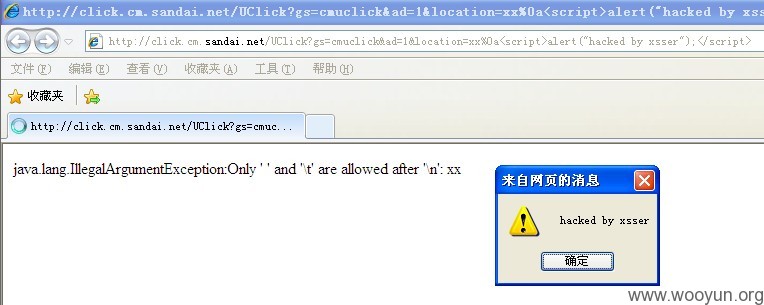 http://click.cm.sandai.net/UClick?gs=cmuclick&ad=1&location=xx%0a<script>alert("hacked by xss
http://click.cm.sandai.net/UClick?gs=cmuclick&ad=1&location=xx%0a<script>alert("hacked by xsser");</script>
文件(F) 编辑(E) 查看(V) 收藏夹(A) 工具(T) 帮助(H)
收藏夹
http://click.cm.sandai.net/UClick?gs=cmuc...
java.lang.IllegalArgumentException:Only ' ' and '\t' are allowed after '\n': xx
来自网页的消息
hacked by xsser
确定
www.wooyun.org